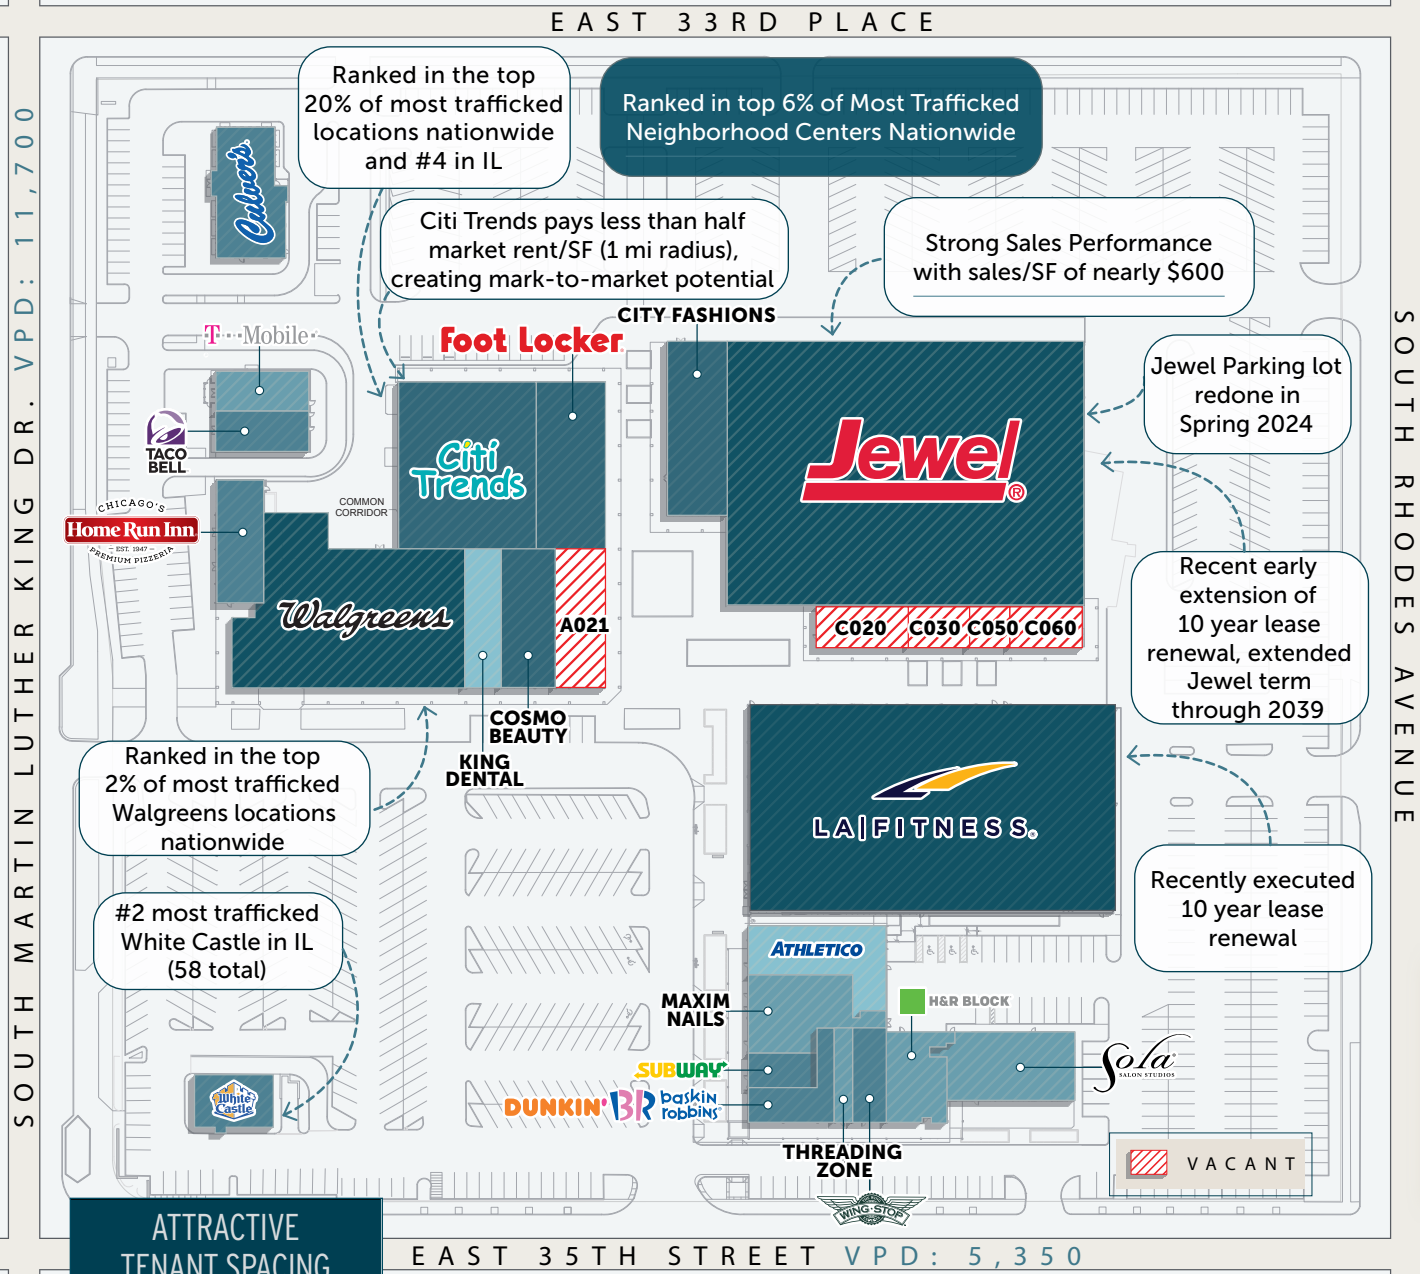 EAST 33RD PLACE
SOUTH MARTIN LUTHER KING DR. VPD: 11,700
SOUTH RHODES AVENUE
Ranked in the top
20% of most trafficked
locations nationwide
and #4 in IL
Ranked in top 6% of Most Trafficked
Neighborhood Centers Nationwide
Culver's
Citi Trends pays less than half
market rent/SF (1 mi radius),
creating mark-to-market potential
Strong Sales Performance
with sales/SF of nearly $600
CITY FASHIONS
T Mobile
Foot Locker
Jewel Parking lot
redone in
Spring 2024
TACO
BELL
Citi
Trends
Jewel
®
COMMON
CORRIDOR
CHICAGO'S
Home Run Inn
EST. 1947
PREMIUM PIZZERIA
Recent early
extension of
10 year lease
renewal, extended
Jewel term
through 2039
Walgreens
A021
C020
C030
C050
C060
COSMO
BEAUTY
KING
DENTAL
Ranked in the top
2% of most trafficked
Walgreens locations
nationwide
LA|FITNESS®
Recently executed
10 year lease
renewal
#2 most trafficked
White Castle in IL
(58 total)
ATHLETICO
MAXIM
NAILS
H&R BLOCK
SUBWAY
Sola
SALON STUDIOS
White
Castle
DUNKIN'
BR
baskin
robbins
THREADING
ZONE
WING·STOP
VACANT
ATTRACTIVE
TENANT SPACING
EAST 35TH STREET VPD: 5,350